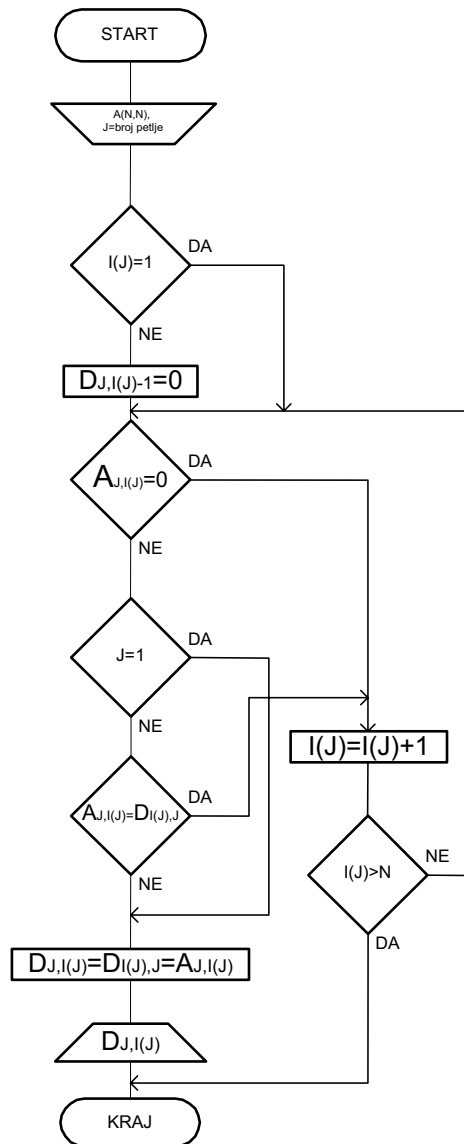 START
A(N,N),
J=broj petlje
I(J)=1
DA
NE
DJ,I(J)-1=0
AJ,I(J)=0
DA
NE
J=1
DA
NE
I(J)=I(J)+1
AJ,I(J)=DI(J),J
DA
NE
I(J)>N
NE
DA
DJ,I(J)=DI(J),J=AJ,I(J)
DJ,I(J)
KRAJ